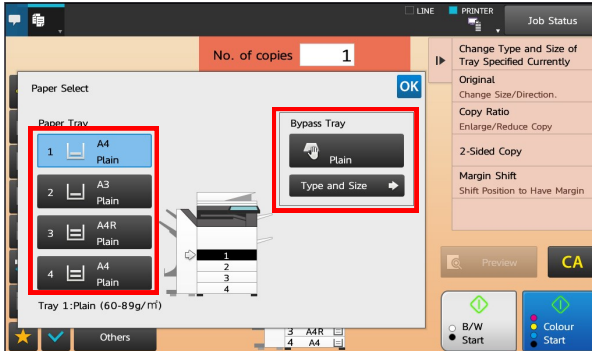 LINE
PRINTER
Job Status
No. of copies 1
Change Type and Size of
Tray Specified Currently
Original
Change Size/Direction.
Copy Ratio
Enlarge/Reduce Copy
2-Sided Copy
Margin Shift
Shift Position to Have Margin
Paper Select
OK
Paper Tray
1 A4
Plain
2 A3
Plain
3 A4R
Plain
4 A4
Plain
Tray 1:Plain (60-89g/㎡)
Bypass Tray
Plain
Type and Size
1
2
3
4
Preview
CA
Others
3 A4R
4 A4
B/W
Start
Colour
Start